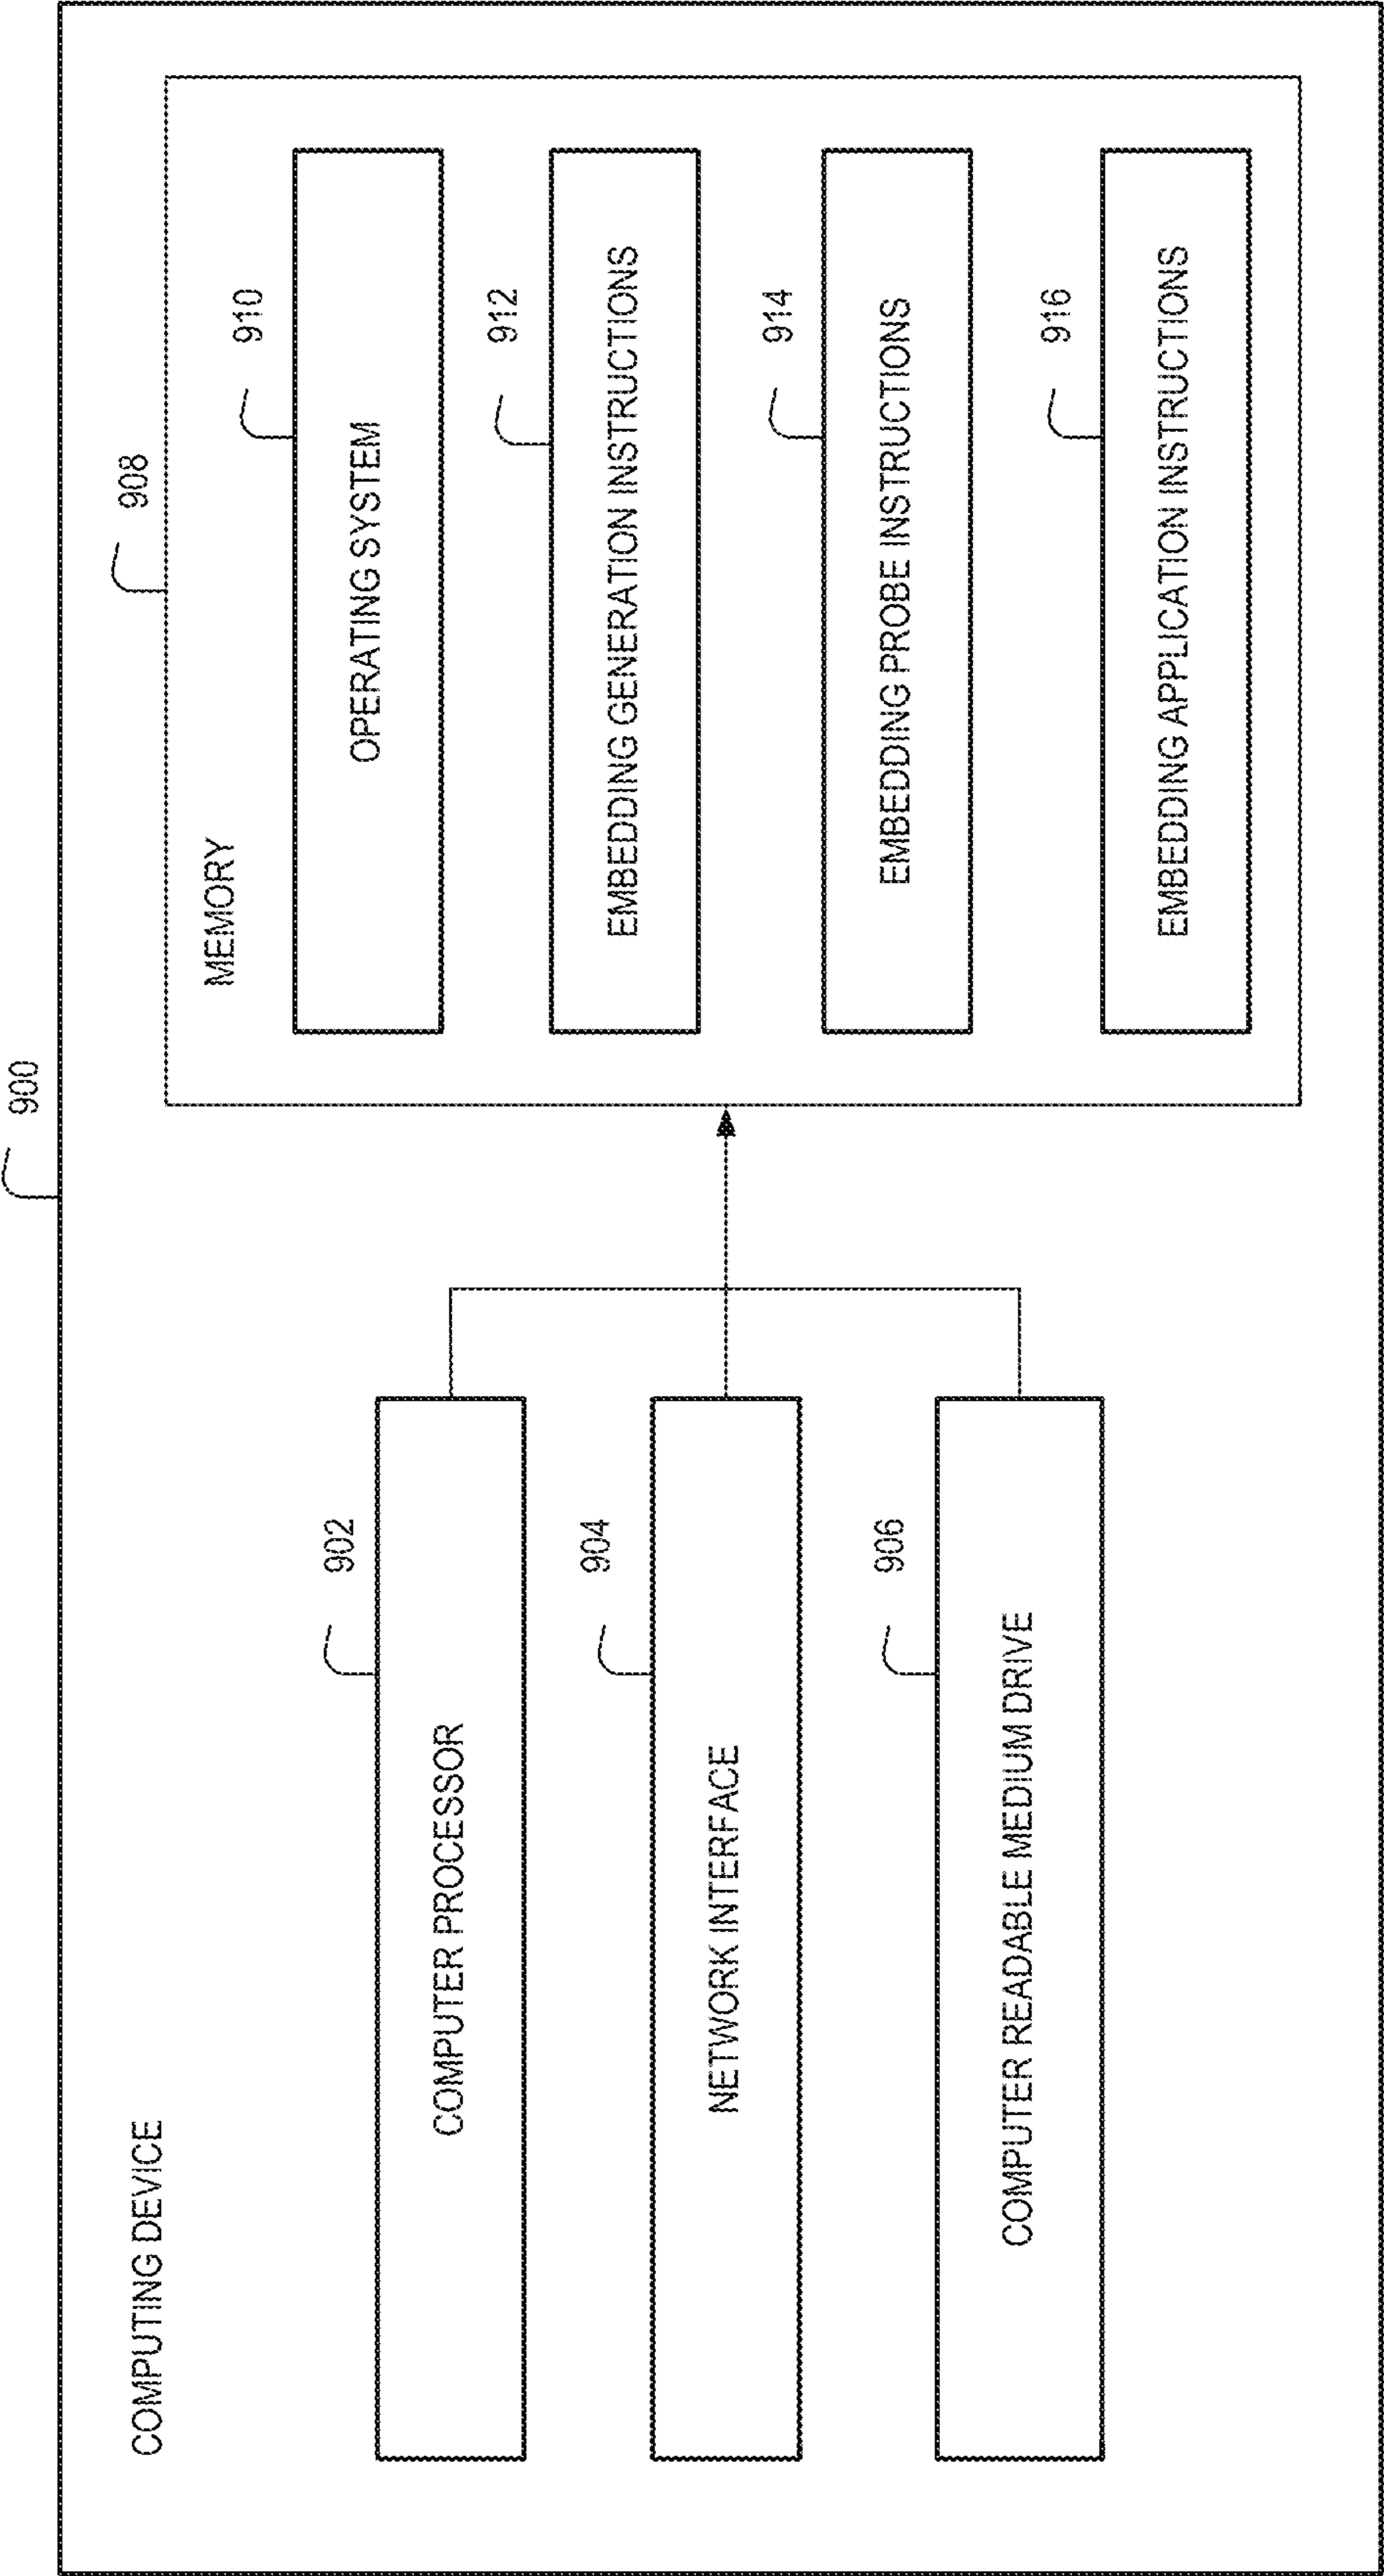 900
COMPUTING DEVICE
902
COMPUTER PROCESSOR
904
NETWORK INTERFACE
906
COMPUTER READABLE MEDIUM DRIVE
908
MEMORY
910
OPERATING SYSTEM
912
EMBEDDING GENERATION INSTRUCTIONS
914
EMBEDDING PROBE INSTRUCTIONS
916
EMBEDDING APPLICATION INSTRUCTIONS